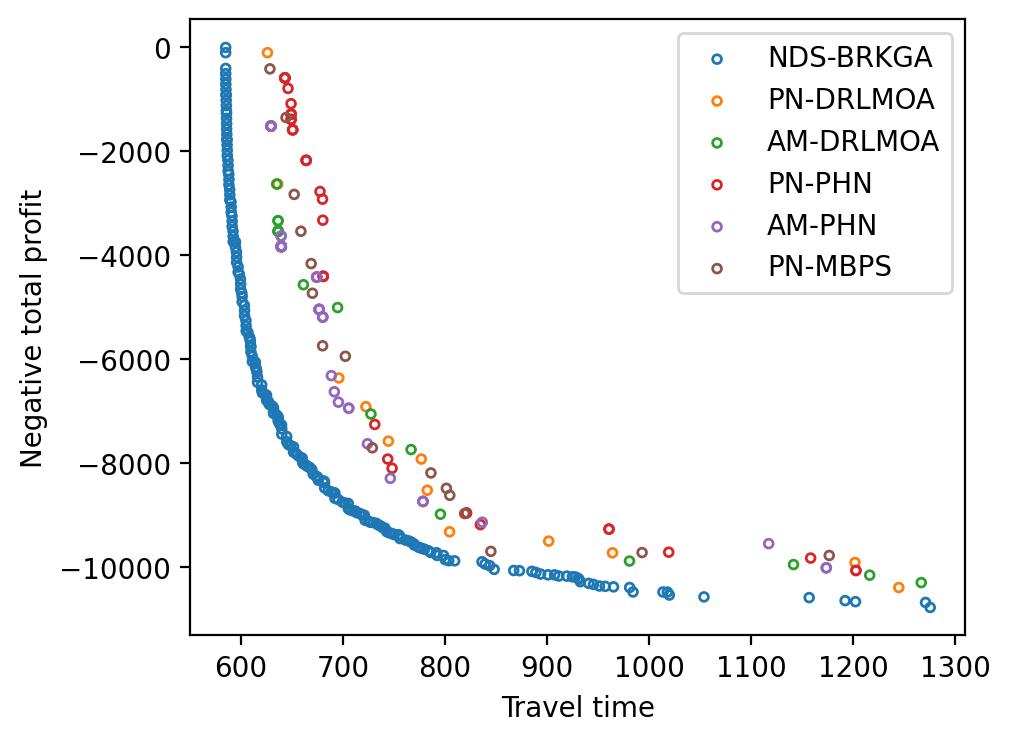 0
−2000
−4000
−6000
−8000
−10000
Negative total profit
600 700 800 900 1000 1100 1200 1300
Travel time
NDS-BRKGA
PN-DRLMOA
AM-DRLMOA
PN-PHN
AM-PHN
PN-MBPS